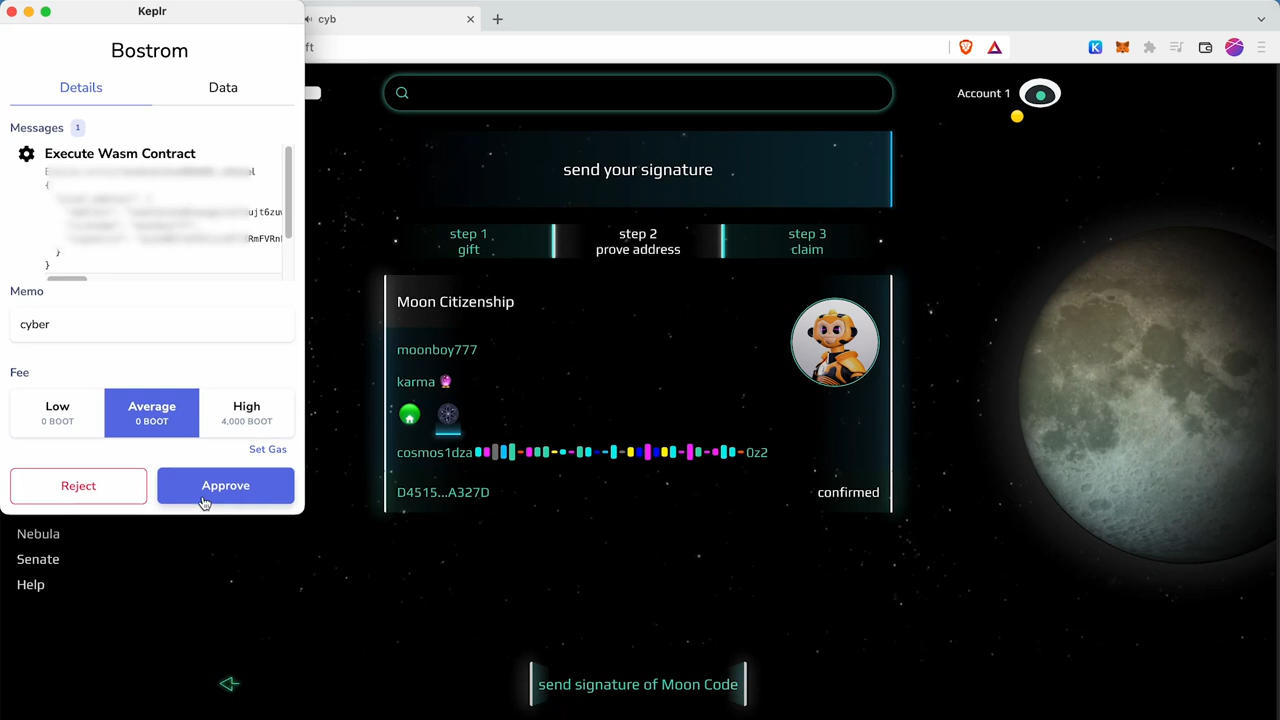 Keplr
Bostrom
Details
Data
Messages 1
Execute Wasm Contract
{
ujt6zu
RmFVRn
}
}
Memo
cyber
Fee
Low
0 BOOT
Average
0 BOOT
High
4,000 BOOT
Set Gas
Reject
Approve
Nebula
Senate
Help
cyb
ft
Account 1
send your signature
step 1
gift
step 2
prove address
step 3
claim
Moon Citizenship
moonboy777
karma
cosmos1dza 0z2
D4515...A327D
confirmed
send signature of Moon Code